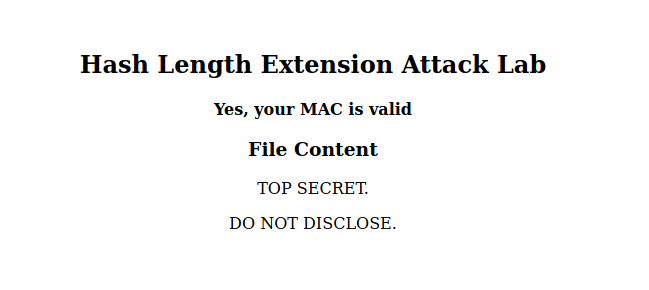 Hash Length Extension Attack Lab
Yes, your MAC is valid
File Content
TOP SECRET.
DO NOT DISCLOSE.